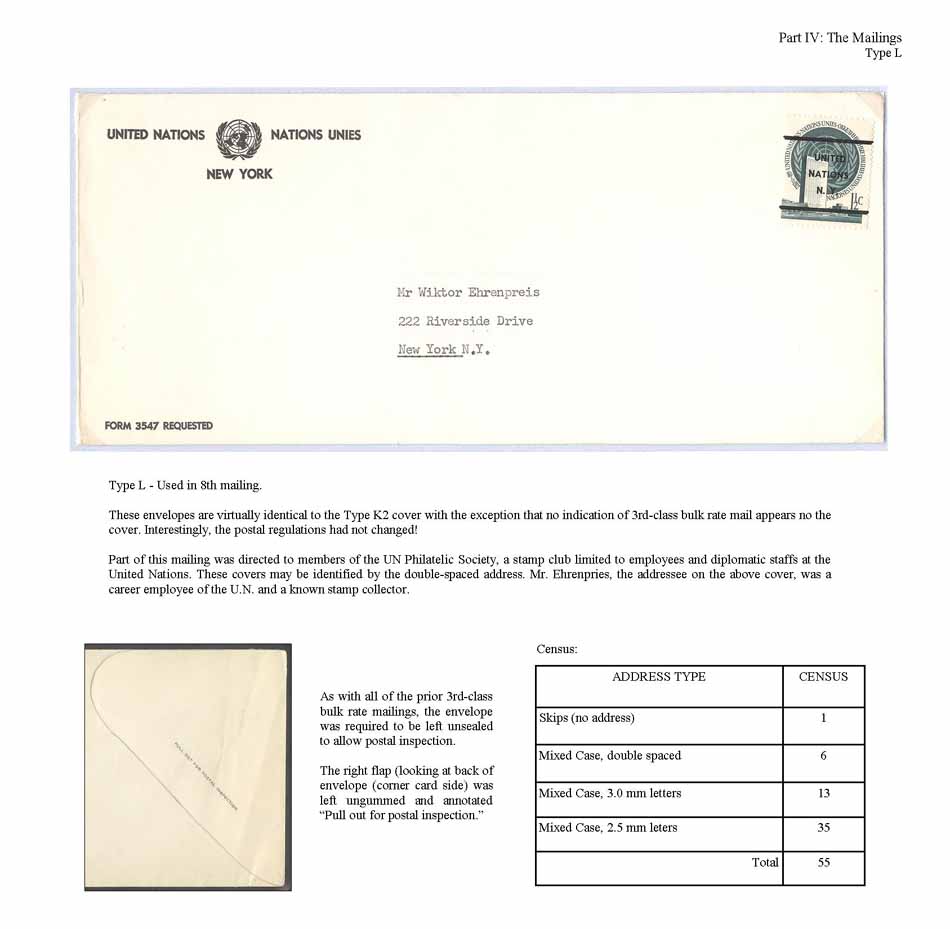 Part IV: The Mailings
Type L
UNITED NATIONS NATIONS UNIES
NEW YORK
UNITED
NATIONS
N. Y.
1½c
Mr Wiktor Ehrenpreis
222 Riverside Drive
New York N.Y.
FORM 3547 REQUESTED
Type L - Used in 8th mailing.
These envelopes are virtually identical to the Type K2 cover with the exception that no indication of 3rd-class bulk rate mail appears no the
cover. Interestingly, the postal regulations had not changed!
Part of this mailing was directed to members of the UN Philatelic Society, a stamp club limited to employees and diplomatic staffs at the
United Nations. These covers may be identified by the double-spaced address. Mr. Ehrenpries, the addressee on the above cover, was a
career employee of the U.N. and a known stamp collector.
PULL OUT FOR POSTAL INSPECTION
As with all of the prior 3rd-class
bulk rate mailings, the envelope
was required to be left unsealed
to allow postal inspection.
The right flap (looking at back of
envelope (corner card side) was
left ungummed and annotated
“Pull out for postal inspection.”
Census:
ADDRESS TYPE CENSUS
Skips (no address) 1
Mixed Case, double spaced 6
Mixed Case, 3.0 mm letters 13
Mixed Case, 2.5 mm leters 35
Total 55